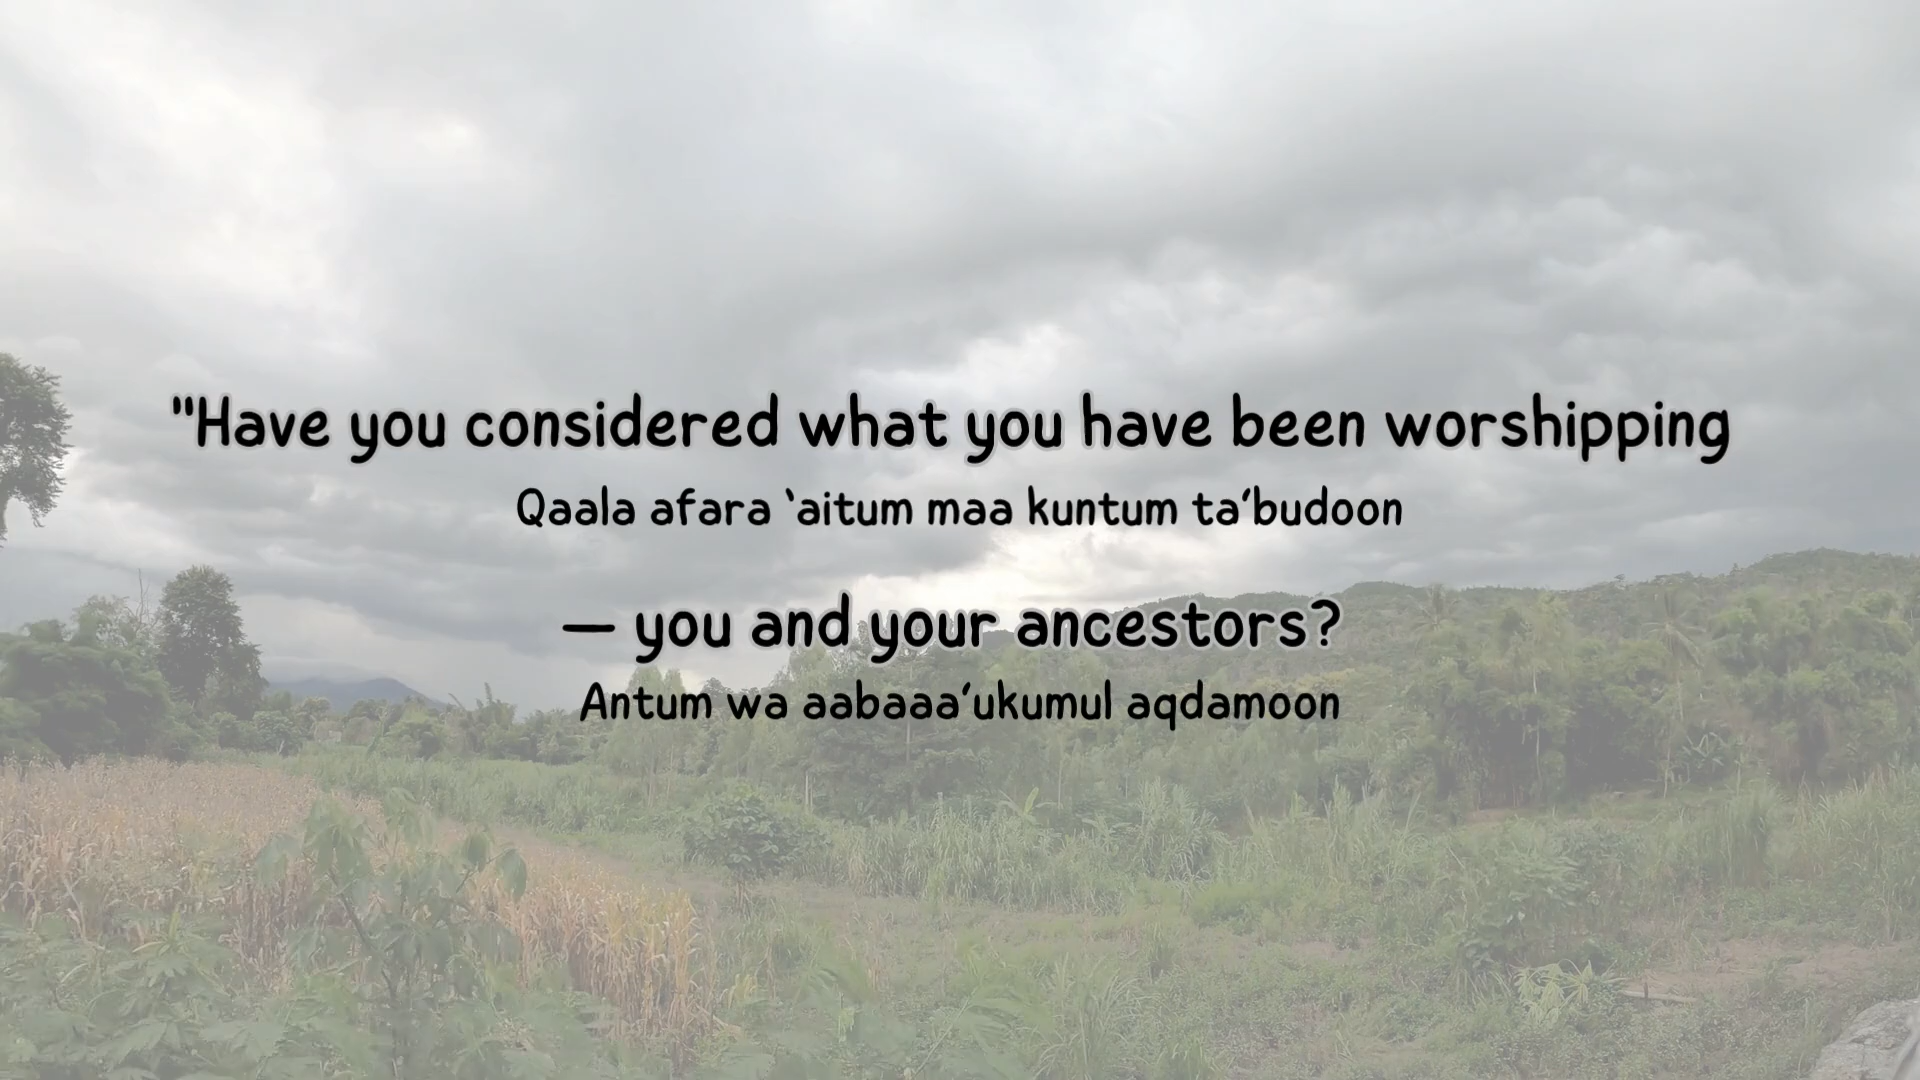 "Have you considered what you have been worshipping
Qaala afara ‛aitum maa kuntum ta’budoon
— you and your ancestors?
Antum wa aabaaa’ukumul aqdamoon